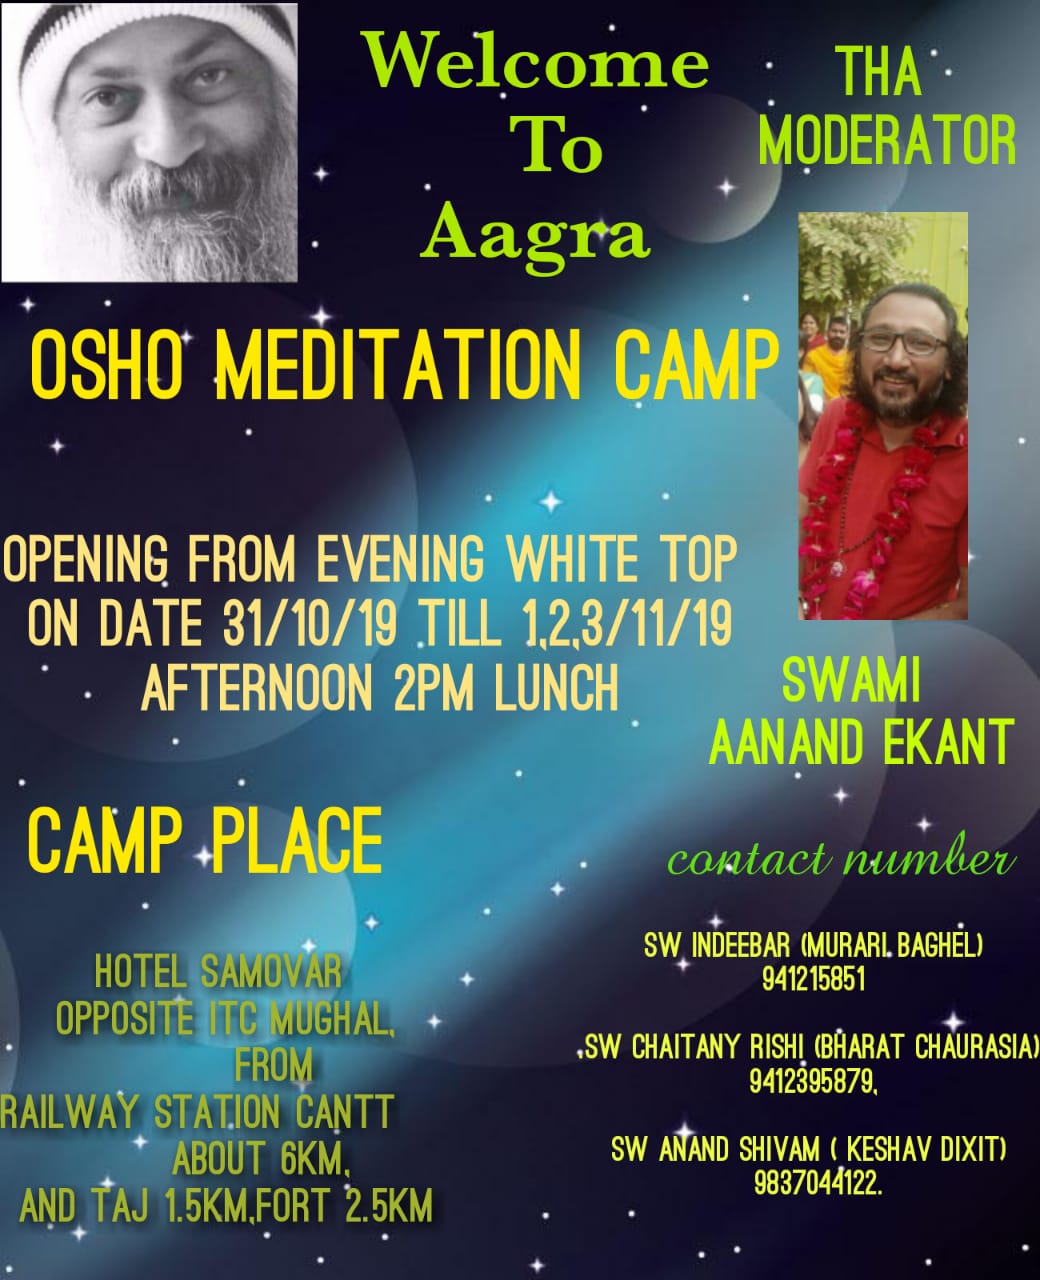 Welcome
To
Aagra
THA
MODERATOR
OSHO MEDITATION CAMP
OPENING FROM EVENING WHITE TOP
ON DATE 31/10/19 TILL 1,2,3/11/19
AFTERNOON 2PM LUNCH
SWAMI
AANAND EKANT
CAMP PLACE
HOTEL SAMOVAR
OPPOSITE ITC MUGHAL,
FROM
RAILWAY STATION CANTT
ABOUT 6KM,
AND TAJ 1.5KM,FORT 2.5KM
contact number
SW INDEEBAR (MURARI BAGHEL)
941215851
,SW CHAITANY RISHI (BHARAT CHAURASIA)
9412395879,
SW ANAND SHIVAM ( KESHAV DIXIT)
9837044122.